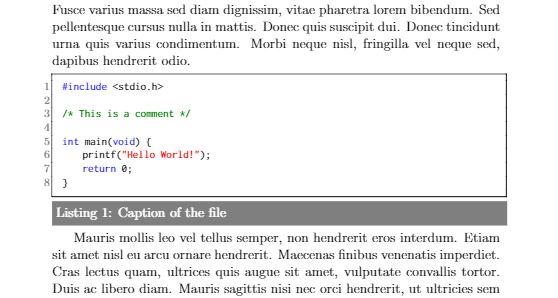 Fusce varius massa sed diam dignissim, vitae pharetra lorem bibendum. Sed
pellentesque cursus nulla in mattis. Donec quis suscipit dui. Donec tincidunt
urna quis varius condimentum. Morbi neque nisl, fringilla vel neque sed,
dapibus hendrerit odio.
1 #include <stdio.h>
2
3 /* This is a comment */
4
5 int main(void) {
6 printf("Hello World!");
7 return 0;
8 }
Listing 1: Caption of the file
Mauris mollis leo vel tellus semper, non hendrerit eros interdum. Etiam
sit amet nisl eu arcu ornare hendrerit. Maecenas finibus venenatis imperdiet.
Cras lectus quam, ultrices quis augue sit amet, vulputate convallis tortor.
Duis ac libero diam. Mauris sagittis nisi nec orci hendrerit, ut ultricies sem